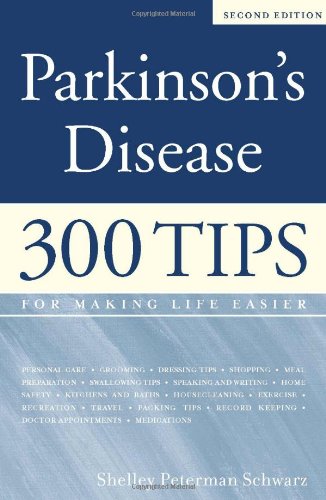 SECOND EDITION
Parkinson's
Disease
300 TIPS
FOR MAKING LIFE EASIER
PERSONAL CARE • GROOMING • DRESSING TIPS • SHOPPING • MEAL
PREPARATION • SWALLOWING TIPS • SPEAKING AND WRITING • HOME
SAFETY • KITCHENS AND BATHS • HOUSECLEANING • EXERCISE •
RECREATION • TRAVEL • PACKING TIPS • RECORD KEEPING •
DOCTOR APPOINTMENTS • MEDICATIONS
Shelley Peterman Schwarz